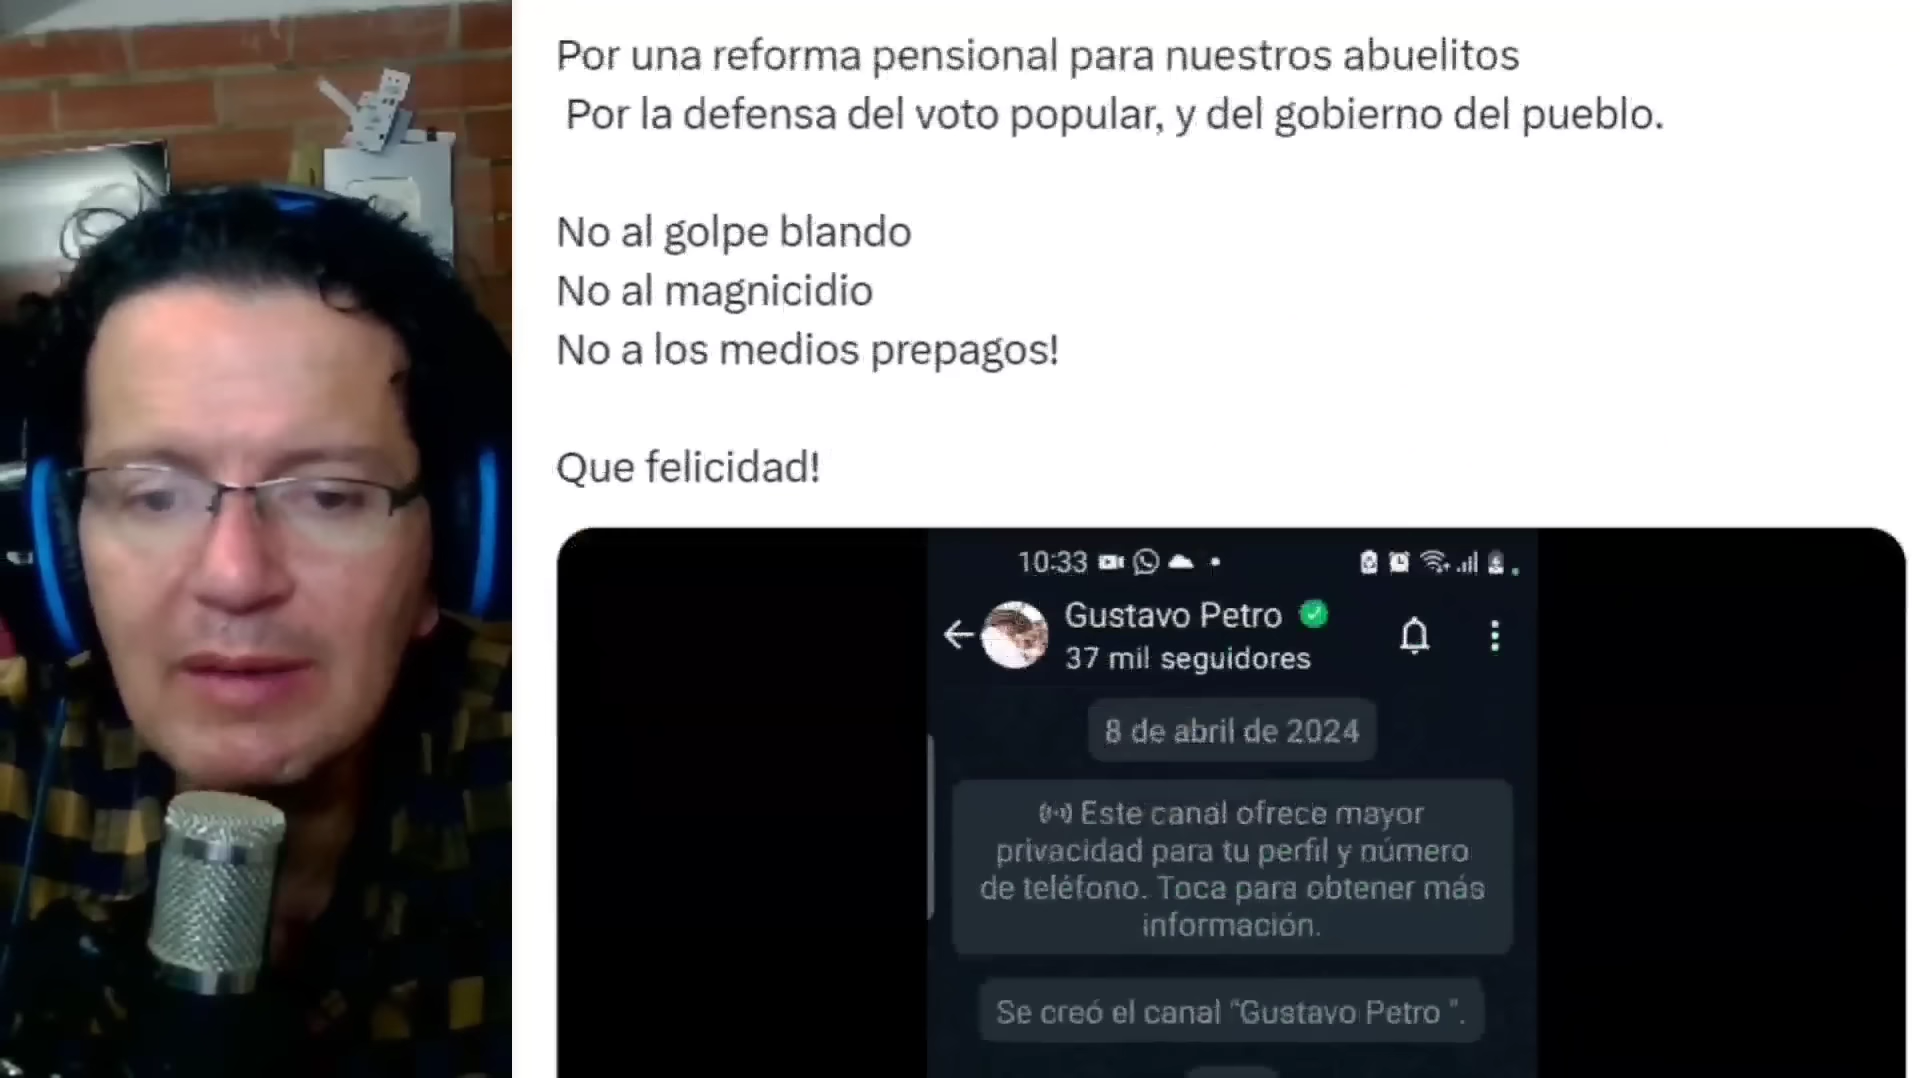 Por una reforma pensional para nuestros abuelitos
Por la defensa del voto popular, y del gobierno del pueblo.
No al golpe blando
No al magnicidio
No a los medios prepagos!
Que felicidad!
10:33
Gustavo Petro
37 mil seguidores
8 de abril de 2024
Este canal ofrece mayor
privacidad para tu perfil y número
de teléfono. Toca para obtener más
información.
Se creó el canal "Gustavo Petro ".